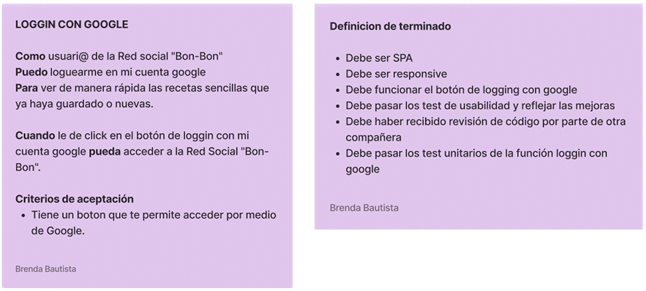 LOGGIN CON GOOGLE
Como usuari@ de la Red social "Bon-Bon"
Puedo loguearme en mi cuenta google
Para ver de manera rápida las recetas sencillas que
ya haya guardado o nuevas.
Cuando le de click en el botón de loggin con mi
cuenta google pueda acceder a la Red Social "Bon-
Bon".
Criterios de aceptación
• Tiene un boton que te permite acceder por medio
de Google.
Brenda Bautista
Definicion de terminado
• Debe ser SPA
• Debe ser responsive
• Debe funcionar el botón de logging con google
• Debe pasar los test de usabilidad y reflejar las mejoras
• Debe haber recibido revisión de código por parte de otra
compañera
• Debe pasar los test unitarios de la función loggin con
google
Brenda Bautista